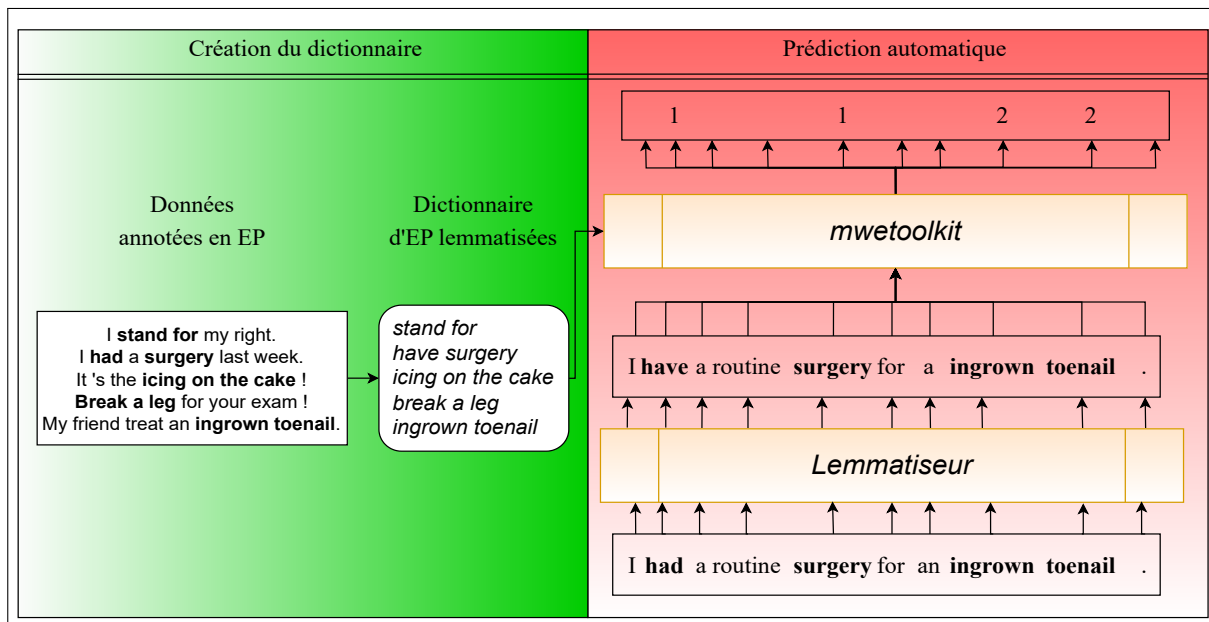 Création du dictionnaire
Données
annotées en EP
Dictionnaire
d'EP lemmatisées
I stand for my right.
I had a surgery last week.
It 's the icing on the cake !
Break a leg for your exam !
My friend treat an ingrown toenail.
stand for
have surgery
icing on the cake
break a leg
ingrown toenail
Prédiction automatique
1 1 2 2
mwetoolkit
I have a routine surgery for a ingrown toenail .
Lemmatiseur
I had a routine surgery for an ingrown toenail .